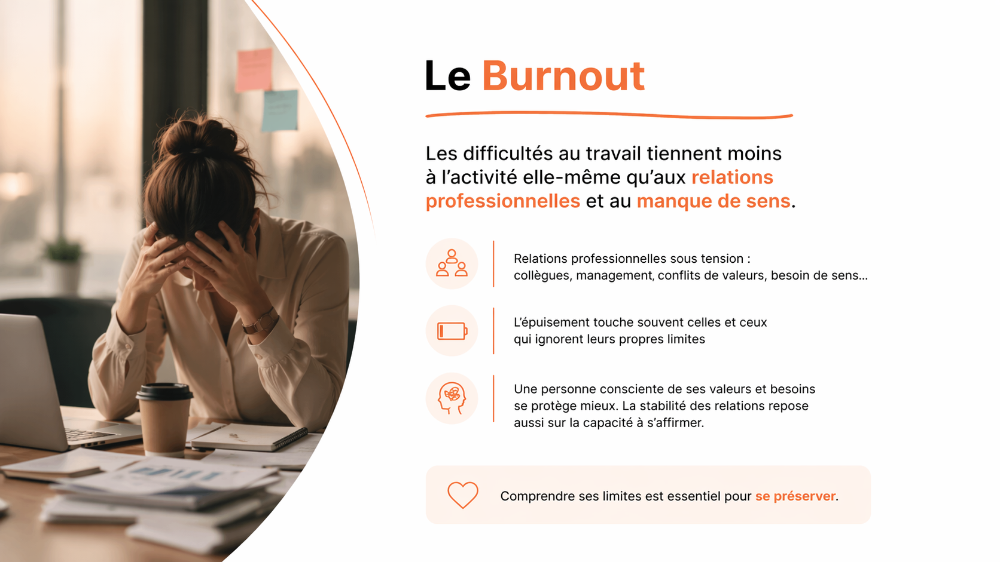 Le Burnout
Les difficultés au travail tiennent moins
à l’activité elle-même qu’aux relations
professionnelles et au manque de sens.
Relations professionnelles sous tension :
collègues, management, conflits de valeurs, besoin de sens...
L’épuisement touche souvent celles et ceux
qui ignorent leurs propres limites
Une personne consciente de ses valeurs et besoins
se protège mieux. La stabilité des relations repose
aussi sur la capacité à s’affirmer.
Comprendre ses limites est essentiel pour se préserver.